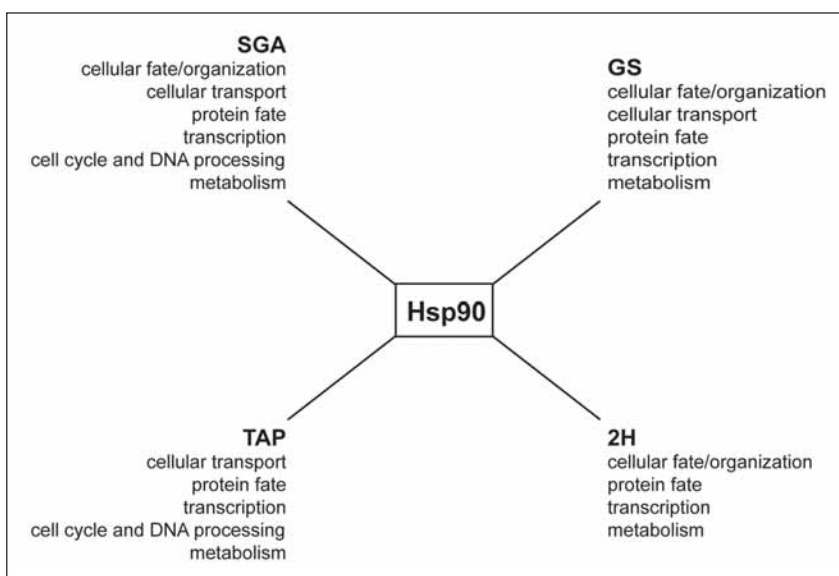 SGA
cellular fate/organization
cellular transport
protein fate
transcription
cell cycle and DNA processing
metabolism
GS
cellular fate/organization
cellular transport
protein fate
transcription
metabolism
Hsp90
TAP
cellular transport
protein fate
transcription
cell cycle and DNA processing
metabolism
2H
cellular fate/organization
protein fate
transcription
metabolism